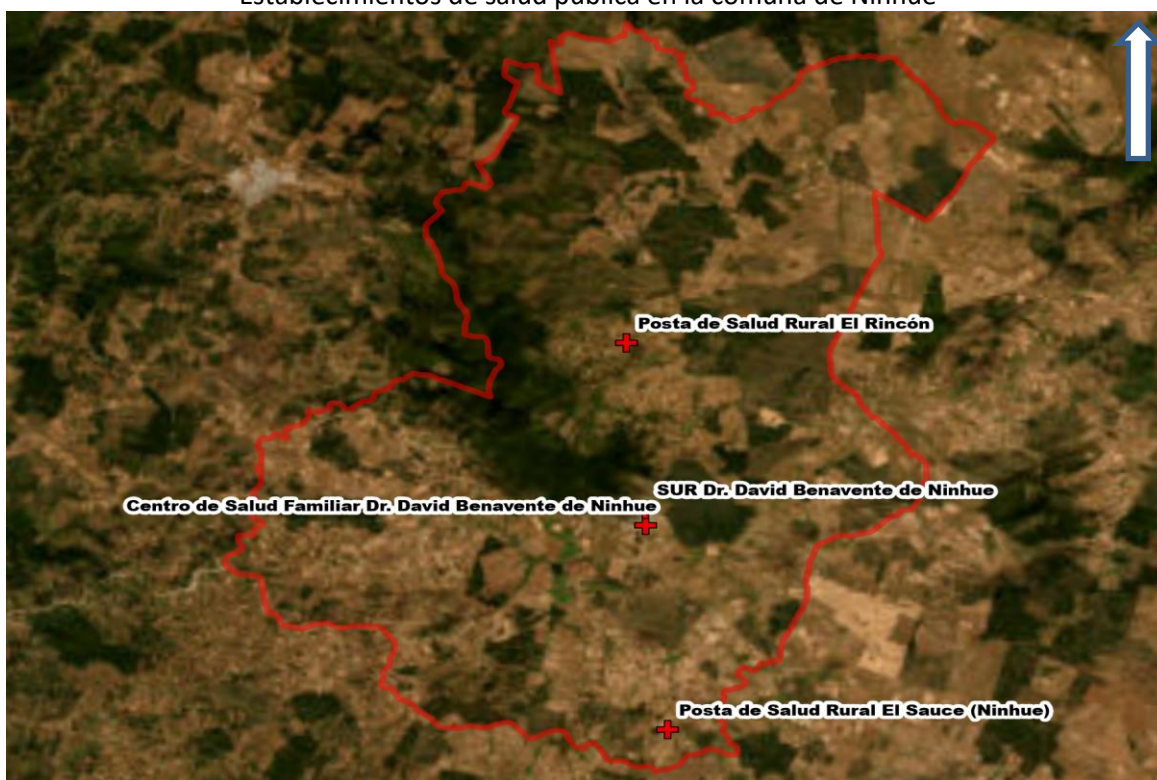 Establecimientos de salud pública en la comuna de Ninhue
Posta de Salud Rural El Rincón
SUR Dr. David Benavente de Ninhue
Centro de Salud Familiar Dr. David Benavente de Ninhue
Posta de Salud Rural El Sauce (Ninhue)